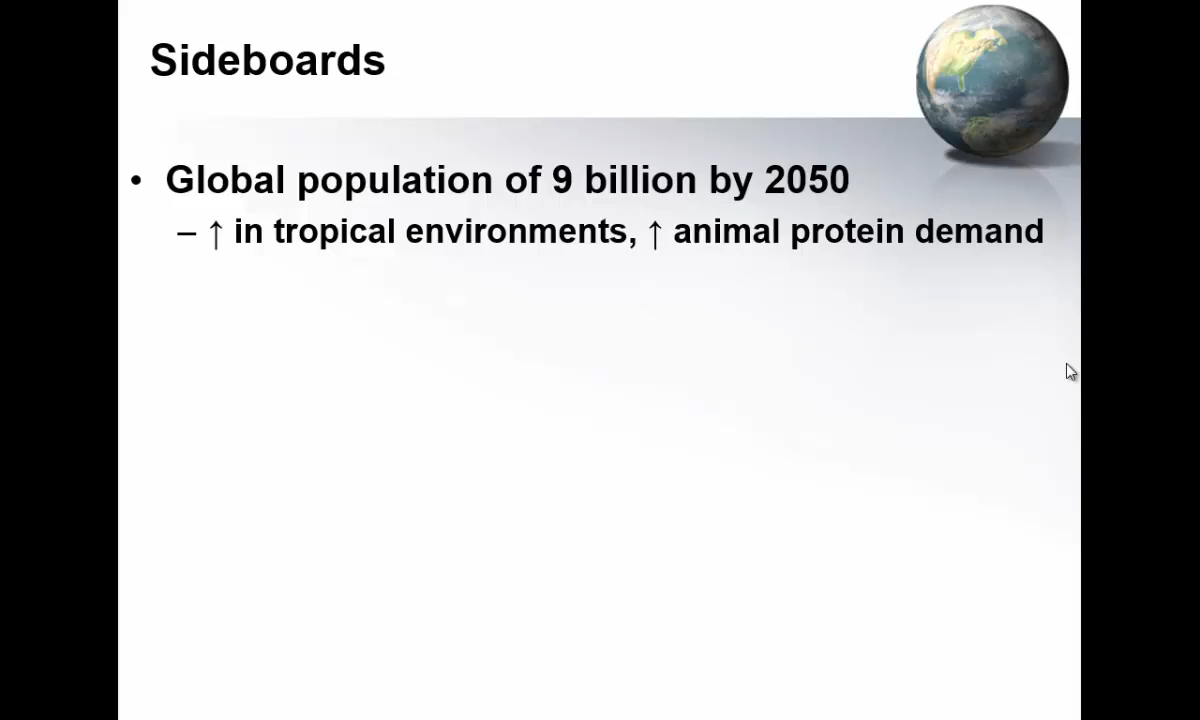 Sideboards
• Global population of 9 billion by 2050
– ↑ in tropical environments, ↑ animal protein demand